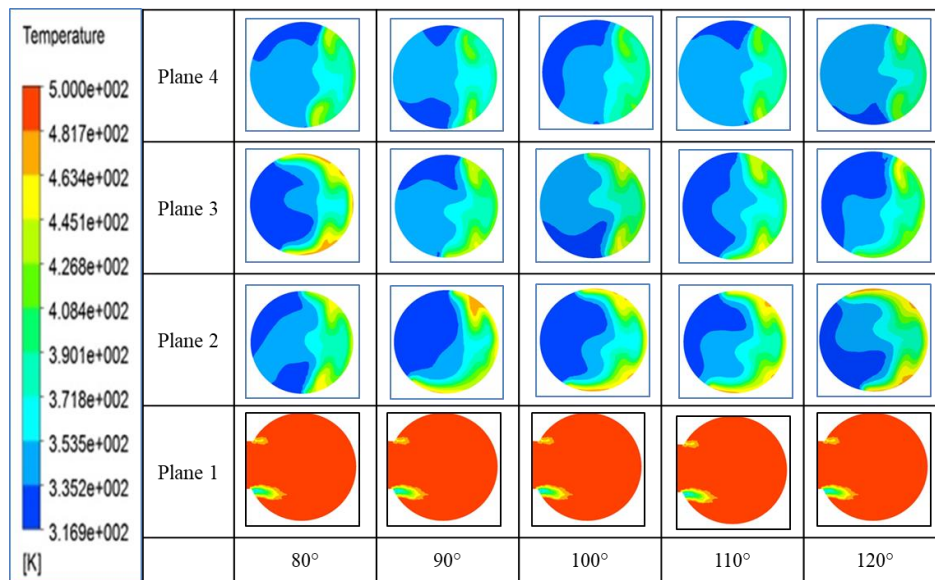 Temperature
5.000e+002
4.817e+002
4.634e+002
4.451e+002
4.268e+002
4.084e+002
3.901e+002
3.718e+002
3.535e+002
3.352e+002
3.169e+002
[K]
Plane 4
Plane 3
Plane 2
Plane 1
80° 90° 100° 110° 120°